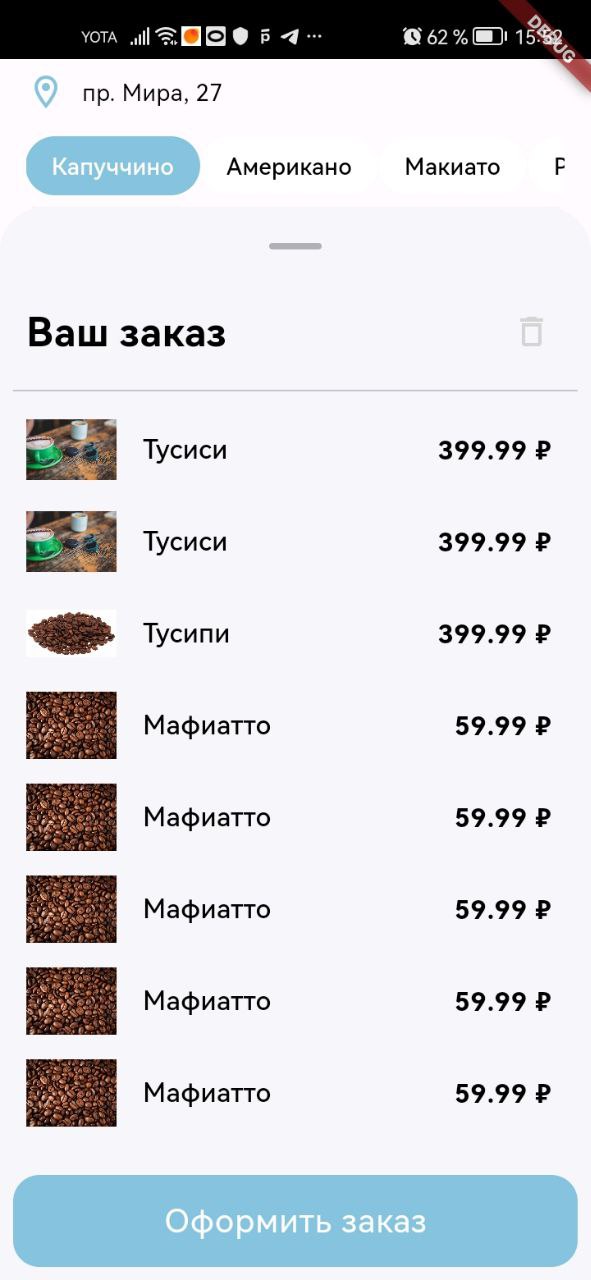 YOTA 62 % 15:52
DEBUG
пр. Мира, 27
Капуччино Американо Макиато
Ваш заказ
Тусиси 399.99 ₽
Тусиси 399.99 ₽
Тусипи 399.99 ₽
Мафиатто 59.99 ₽
Мафиатто 59.99 ₽
Мафиатто 59.99 ₽
Мафиатто 59.99 ₽
Мафиатто 59.99 ₽
Оформить заказ